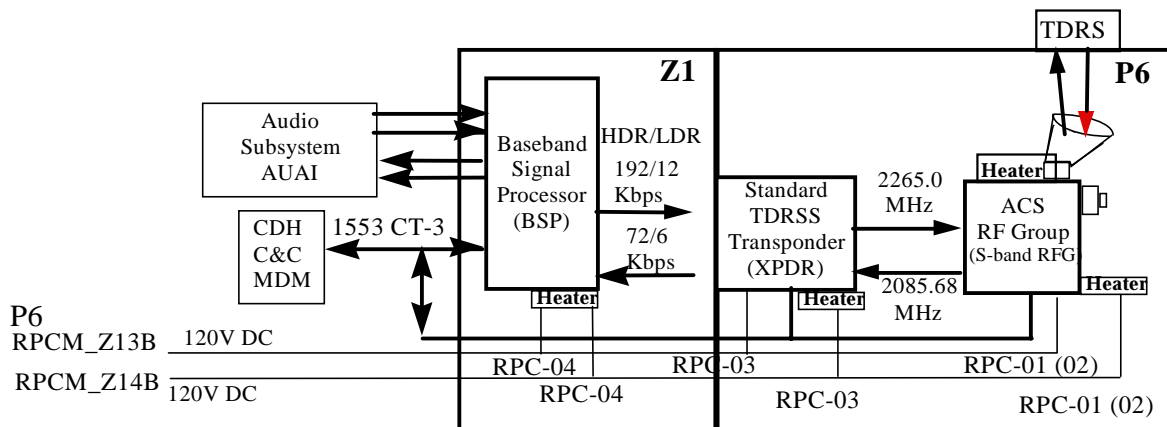 TDRS
Z1
P6
Audio
Subsystem
AUAI
Baseband
Signal
Processor
(BSP)
HDR/LDR
192/12
Kbps
72/6
Kbps
Standard
TDRSS
Transponder
(XPDR)
2265.0
MHz
2085.68
MHz
Heater
ACS
RF Group
(S-band RFG)
CDH
C&C
MDM
1553 CT-3
Heater
Heater
Heater
P6
RPCM_Z13B
120V DC
RPC-04
RPC-03
RPC-01 (02)
RPCM_Z14B
120V DC
RPC-04
RPC-03
RPC-01 (02)